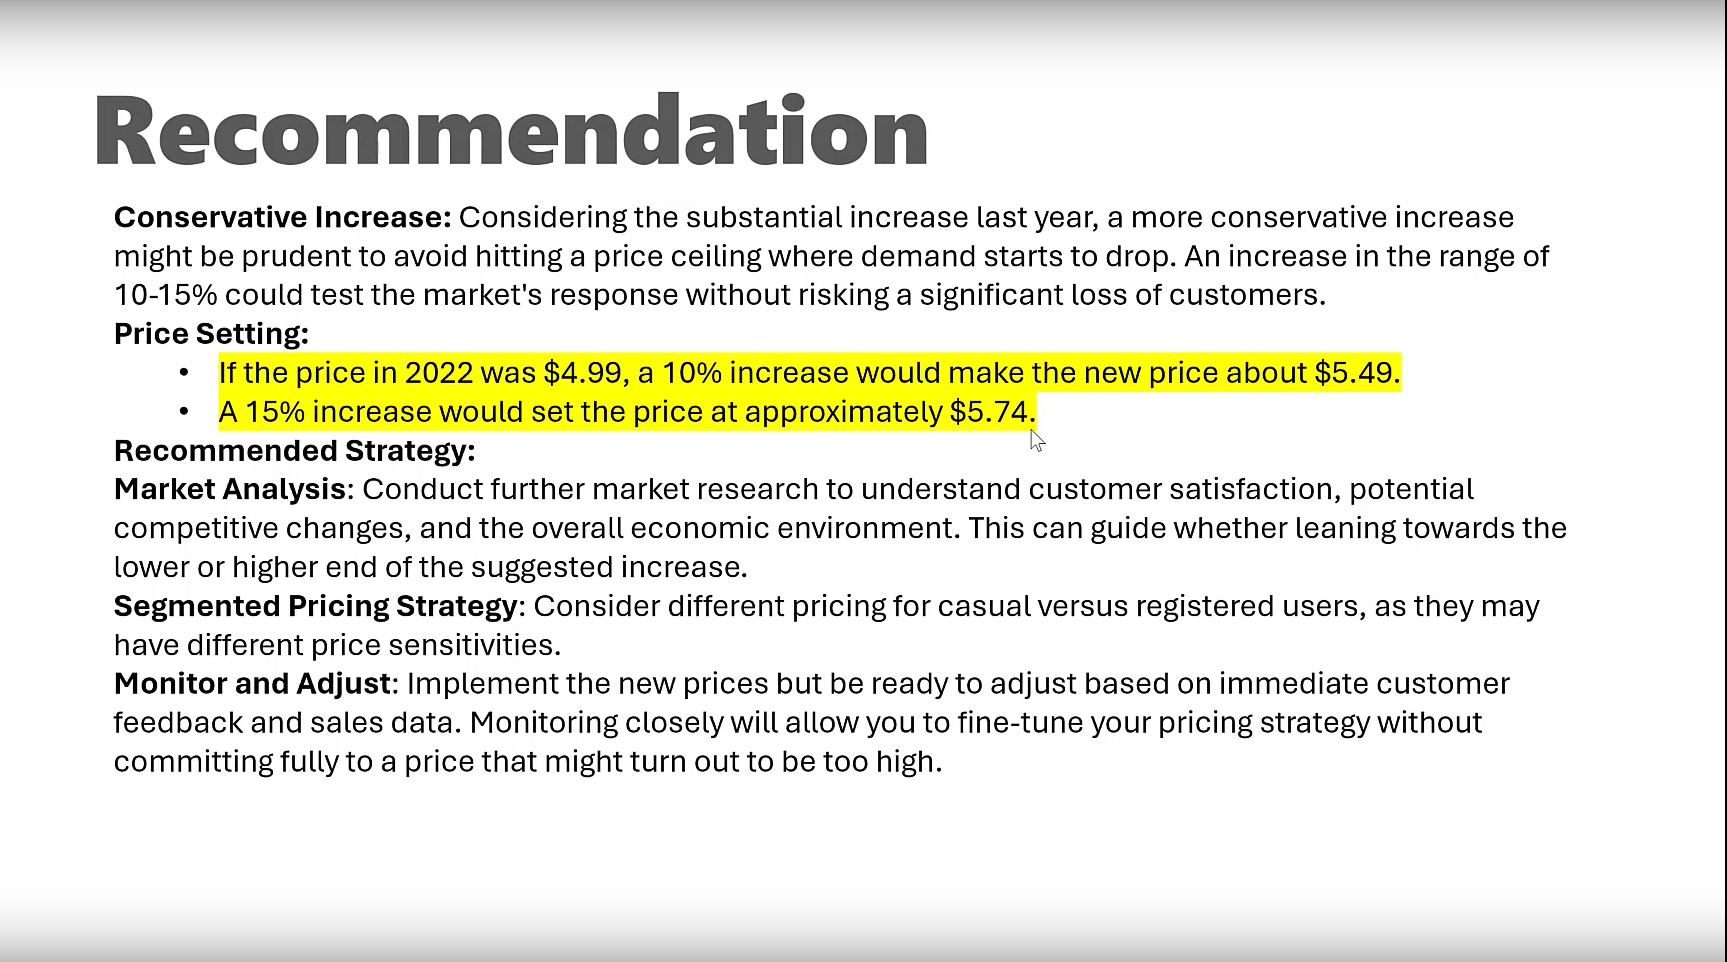 Recommendation
Conservative Increase: Considering the substantial increase last year, a more conservative increase
might be prudent to avoid hitting a price ceiling where demand starts to drop. An increase in the range of
10-15% could test the market's response without risking a significant loss of customers.
Price Setting:
• If the price in 2022 was $4.99, a 10% increase would make the new price about $5.49.
• A 15% increase would set the price at approximately $5.74.
Recommended Strategy:
Market Analysis: Conduct further market research to understand customer satisfaction, potential
competitive changes, and the overall economic environment. This can guide whether leaning towards the
lower or higher end of the suggested increase.
Segmented Pricing Strategy: Consider different pricing for casual versus registered users, as they may
have different price sensitivities.
Monitor and Adjust: Implement the new prices but be ready to adjust based on immediate customer
feedback and sales data. Monitoring closely will allow you to fine-tune your pricing strategy without
committing fully to a price that might turn out to be too high.